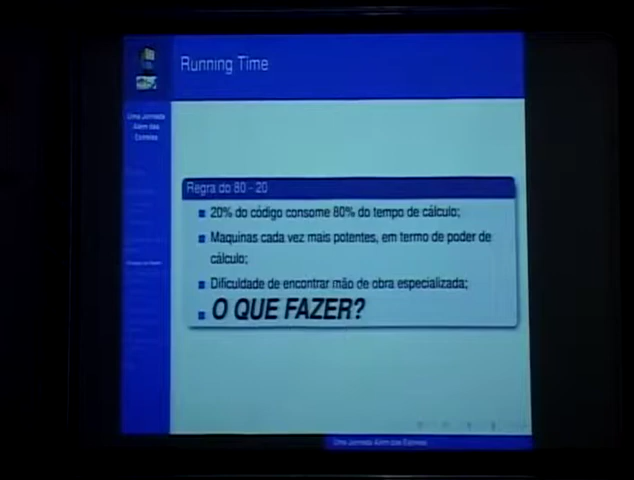 Running Time
Uma Jornada
Além das
Estrelas
Regra do 80 - 20
20% do código consome 80% do tempo de cálculo;
Maquinas cada vez mais potentes, em termo de poder de
cálculo;
Dificuldade de encontrar mão de obra especializada;
O QUE FAZER?
Uma Jornada Além das Estrelas